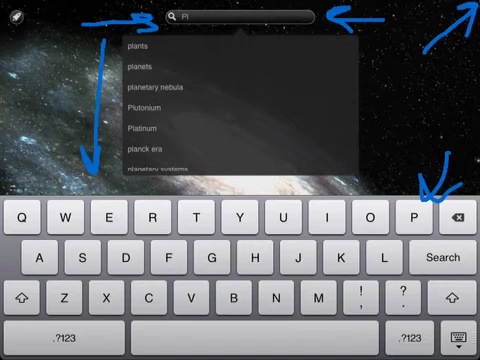 Pl
plants
planets
planetary nebula
Plutonium
Platinum
planck era
planetary systems
Q W E R T Y U I O P
A S D F G H J K L Search
Z X C V B N M ! , ? .
.?123 .?123